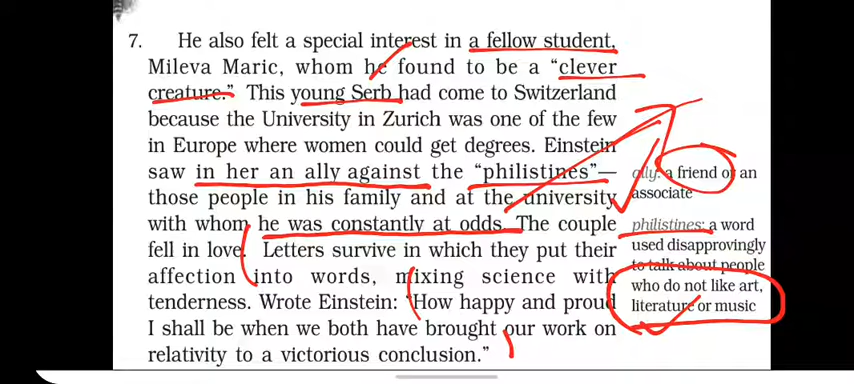 7. He also felt a special interest in a fellow student,
Mileva Maric, whom he found to be a “clever
creature.” This young Serb had come to Switzerland
because the University in Zurich was one of the few
in Europe where women could get degrees. Einstein
saw in her an ally against the “philistines”—
those people in his family and at the university
with whom he was constantly at odds. The couple
fell in love. Letters survive in which they put their
affection into words, mixing science with
tenderness. Wrote Einstein: “How happy and proud
I shall be when we both have brought our work on
relativity to a victorious conclusion.”
ally: a friend or an
associate
philistines: a word
used disapprovingly
to talk about people
who do not like art,
literature or music